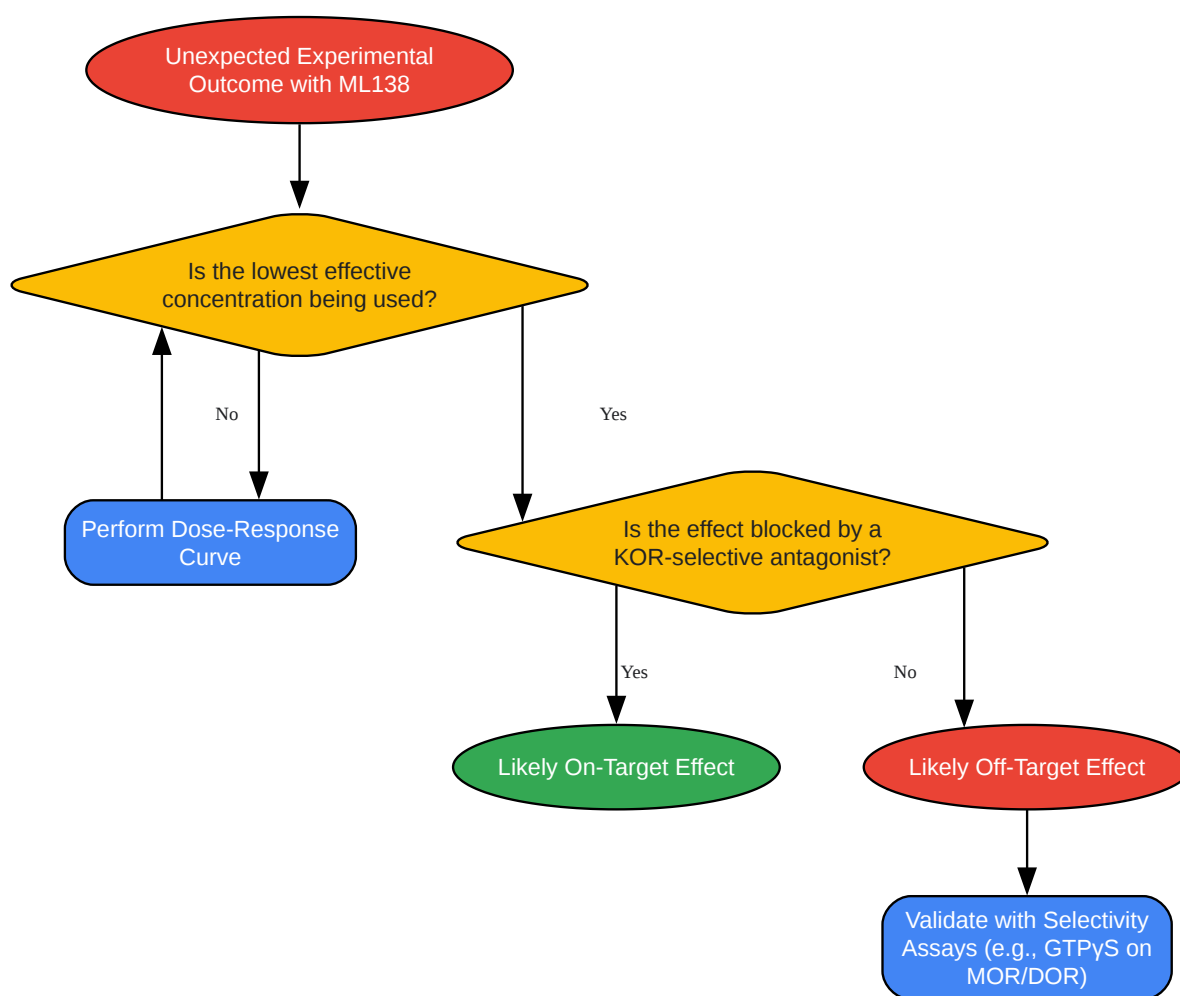 Unexpected Experimental
Outcome with ML138
Is the lowest effective
concentration being used?
No
Yes
Perform Dose-Response
Curve
Is the effect blocked by a
KOR-selective antagonist?
Yes
No
Likely On-Target Effect
Likely Off-Target Effect
Validate with Selectivity
Assays (e.g., GTPγS on
MOR/DOR)